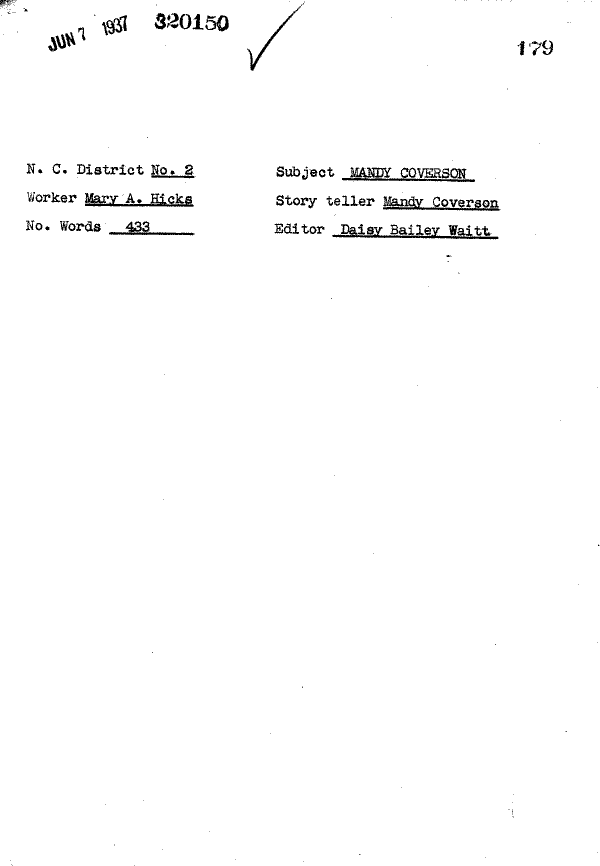 JUN 7 1937 320150
179
N. C. District No. 2
Worker Mary A. Hicks
No. Words 433
Subject MANDY COVERSON
Story teller Mandy Coverson
Editor Daisy Bailey Waitt